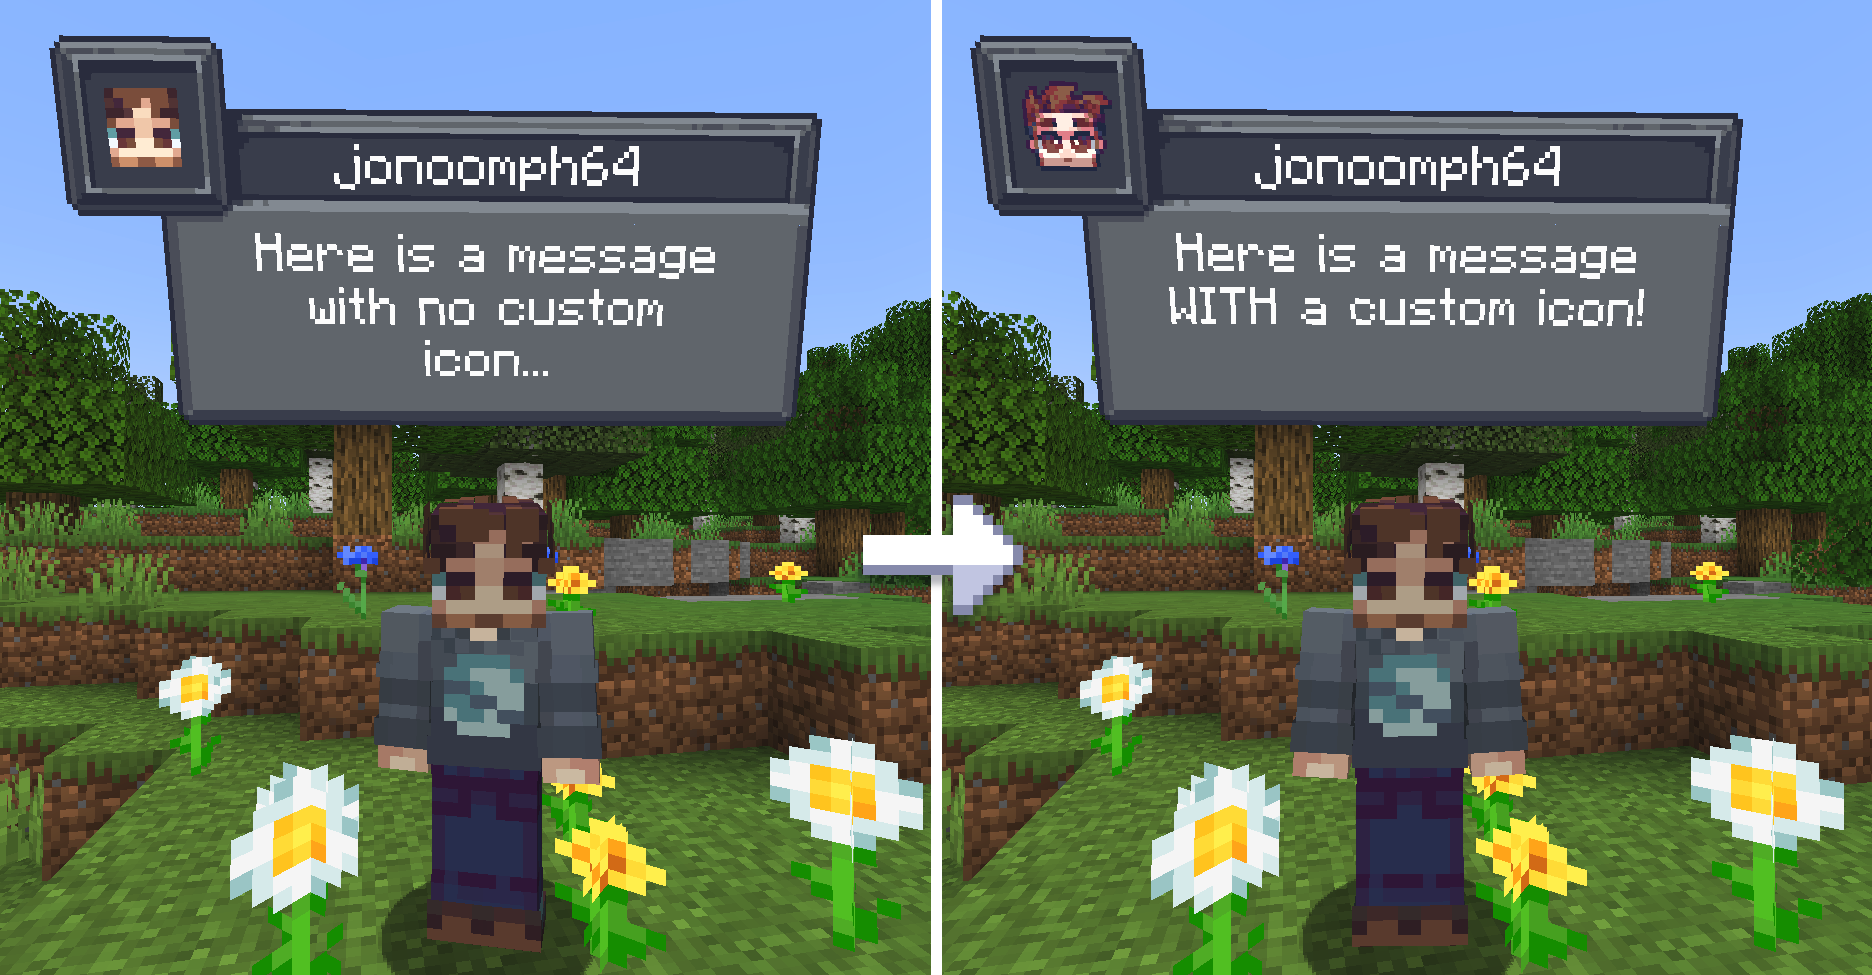 jonoomph64
Here is a message
with no custom
icon...
jonoomph64
Here is a message
WITH a custom icon!